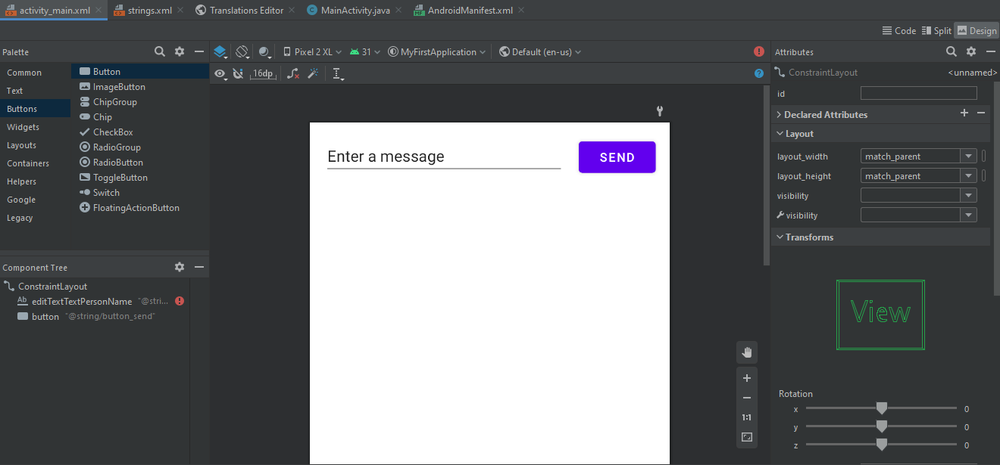 activity_main.xml strings.xml Translations Editor MainActivity.java AndroidManifest.xml
Code Split Design
Palette
Common
Text
Buttons
Widgets
Layouts
Containers
Helpers
Google
Legacy
Button
ImageButton
ChipGroup
Chip
CheckBox
RadioGroup
RadioButton
ToggleButton
Switch
FloatingActionButton
Component Tree
ConstraintLayout
Ab editTextTextPersonName "@stri...
button "@string/button_send"
Pixel 2 XL 31 MyFirstApplication Default (en-us)
16dp
Enter a message SEND
1:1
Attributes
ConstraintLayout <unnamed>
id
Declared Attributes
Layout
layout_width match_parent
layout_height match_parent
visibility
visibility
Transforms
View
Rotation
x 0
y 0
z 0